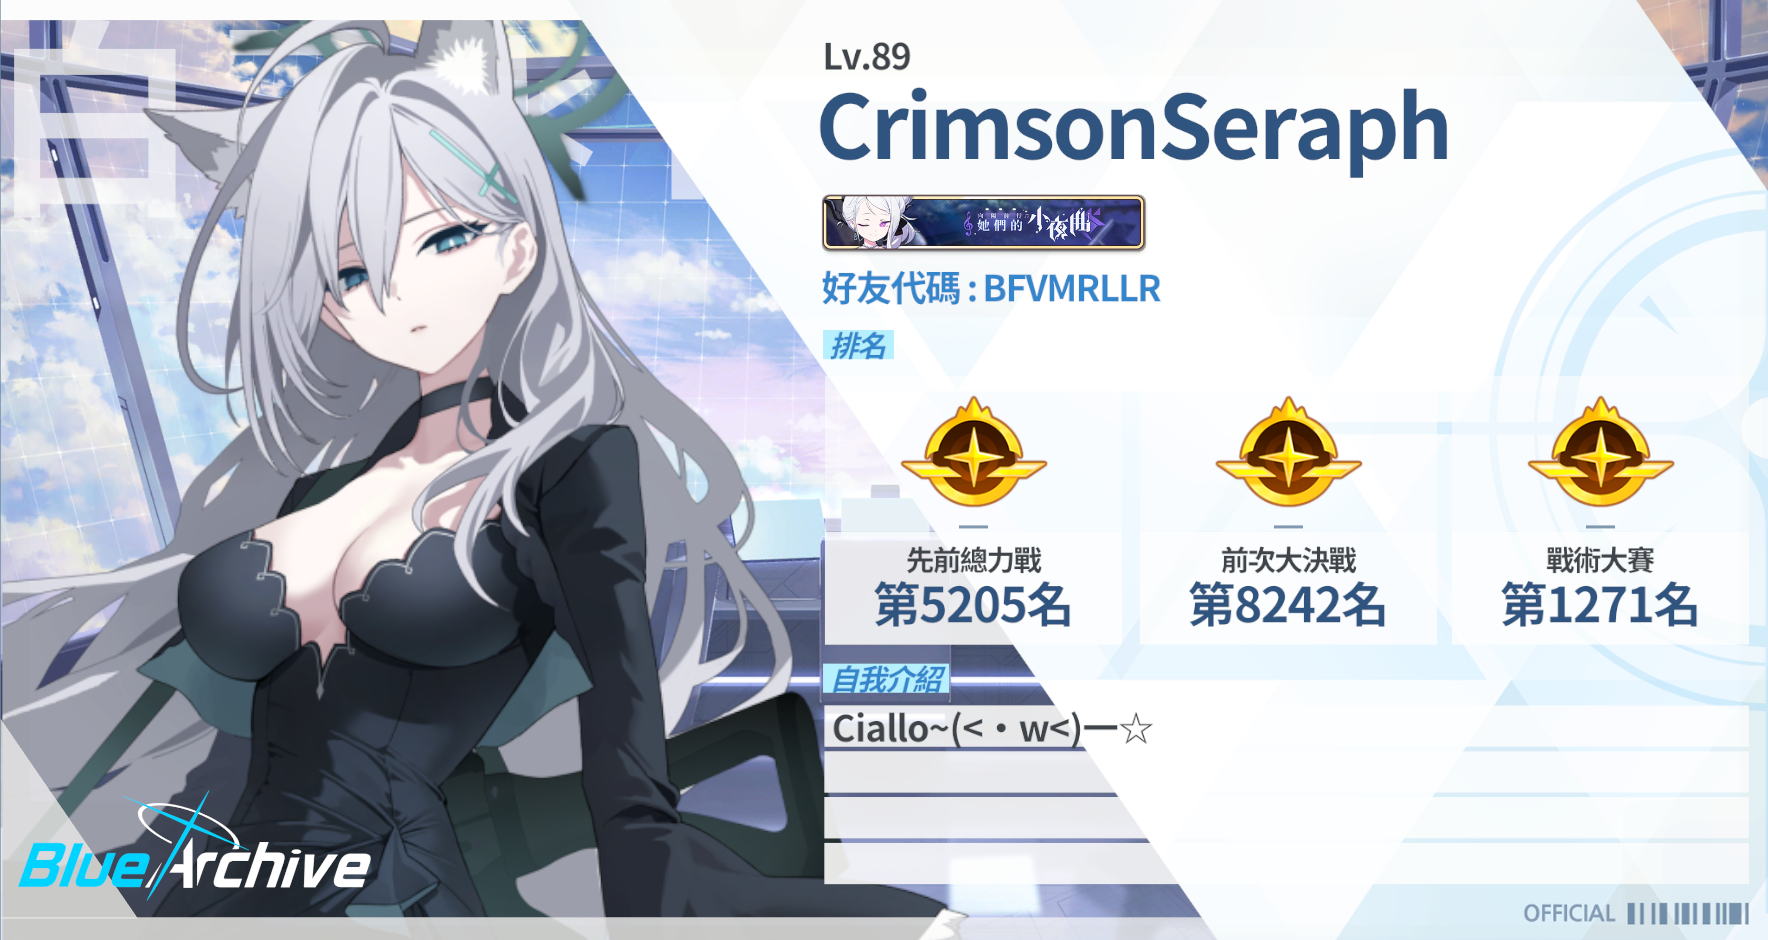 Lv.89
CrimsonSeraph
她們的小夜曲
好友代碼 : BFVMRLLR
排名
先前總力戰
第5205名
前次大決戰
第8242名
戰術大賽
第1271名
自我介紹
Ciallo~(<・w<)一☆
Blue Archive
OFFICIAL